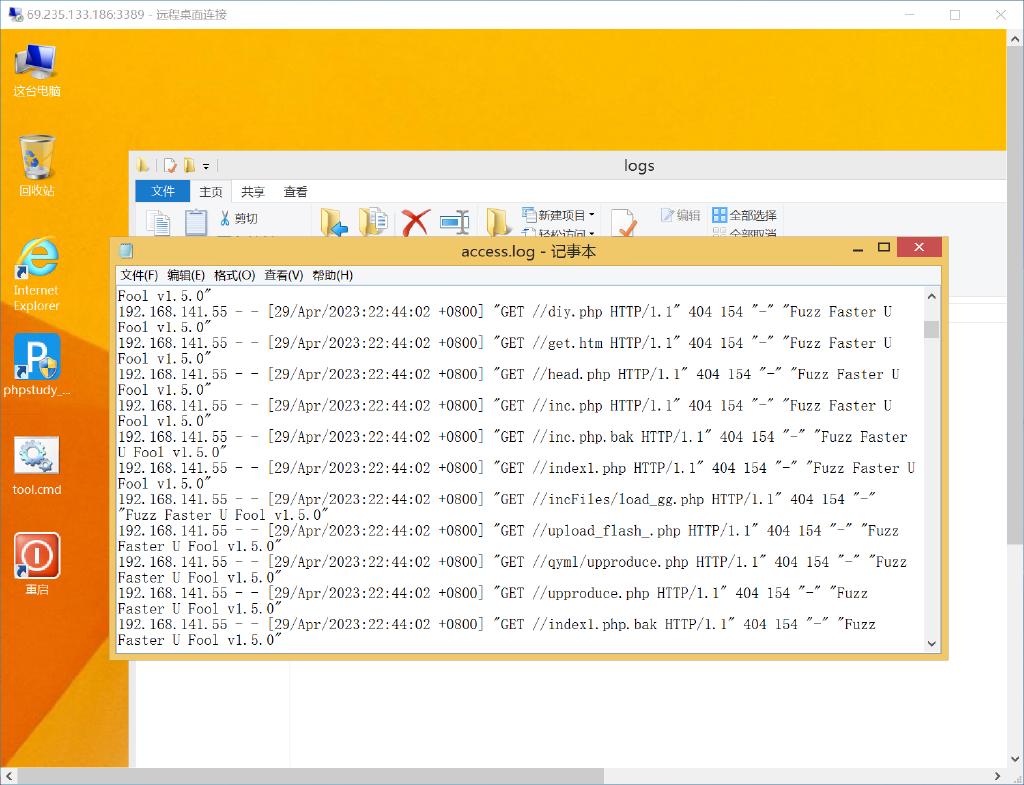 69.235.133.186:3389 - 远程桌面连接
这台电脑
回收站
Internet
Explorer
phpstudy_...
tool.cmd
重启
logs
文件 主页 共享 查看
剪切
新建项目
轻松访问
编辑
全部选择
全部取消
access.log - 记事本
文件(F) 编辑(E) 格式(O) 查看(V) 帮助(H)
Fool v1.5.0"
192.168.141.55 - - [29/Apr/2023:22:44:02 +0800] "GET //diy.php HTTP/1.1" 404 154 "-" "Fuzz Faster U
Fool v1.5.0"
192.168.141.55 - - [29/Apr/2023:22:44:02 +0800] "GET //get.htm HTTP/1.1" 404 154 "-" "Fuzz Faster U
Fool v1.5.0"
192.168.141.55 - - [29/Apr/2023:22:44:02 +0800] "GET //head.php HTTP/1.1" 404 154 "-" "Fuzz Faster U
Fool v1.5.0"
192.168.141.55 - - [29/Apr/2023:22:44:02 +0800] "GET //inc.php HTTP/1.1" 404 154 "-" "Fuzz Faster U
Fool v1.5.0"
192.168.141.55 - - [29/Apr/2023:22:44:02 +0800] "GET //inc.php.bak HTTP/1.1" 404 154 "-" "Fuzz Faster
U Fool v1.5.0"
192.168.141.55 - - [29/Apr/2023:22:44:02 +0800] "GET //index1.php HTTP/1.1" 404 154 "-" "Fuzz Faster U
Fool v1.5.0"
192.168.141.55 - - [29/Apr/2023:22:44:02 +0800] "GET //incFiles/load_gg.php HTTP/1.1" 404 154 "-"
"Fuzz Faster U Fool v1.5.0"
192.168.141.55 - - [29/Apr/2023:22:44:02 +0800] "GET //upload_flash_.php HTTP/1.1" 404 154 "-" "Fuzz
Faster U Fool v1.5.0"
192.168.141.55 - - [29/Apr/2023:22:44:02 +0800] "GET //qyml/upproduce.php HTTP/1.1" 404 154 "-" "Fuzz
Faster U Fool v1.5.0"
192.168.141.55 - - [29/Apr/2023:22:44:02 +0800] "GET //upproduce.php HTTP/1.1" 404 154 "-" "Fuzz
Faster U Fool v1.5.0"
192.168.141.55 - - [29/Apr/2023:22:44:02 +0800] "GET //index1.php.bak HTTP/1.1" 404 154 "-" "Fuzz
Faster U Fool v1.5.0"